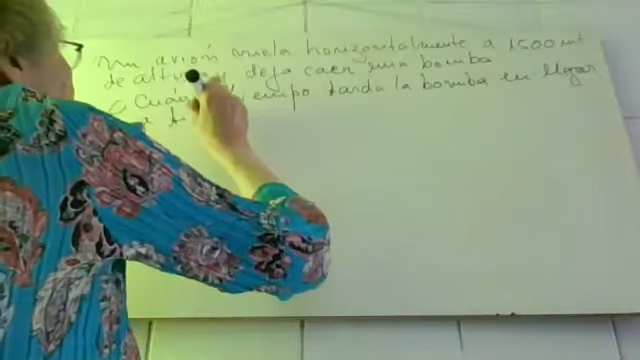 un avión vuela horizontalmente a 1500 mt
de altura y deja caer una bomba
¿Cuánto tiempo tarda la bomba en llegar
a